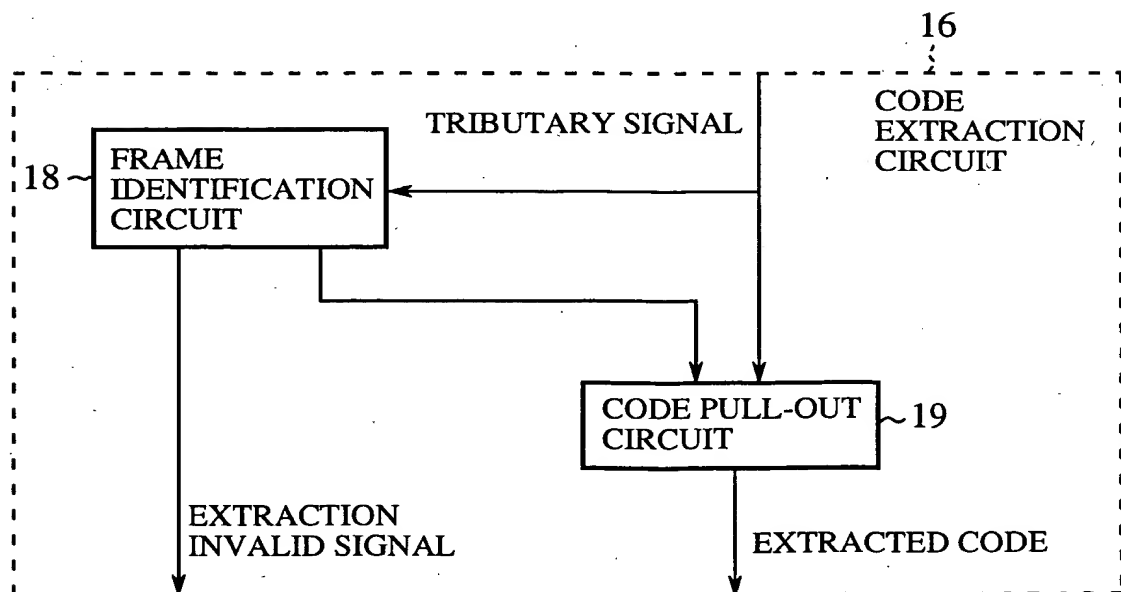 16
TRIBUTARY SIGNAL
CODE
EXTRACTION
CIRCUIT
18
FRAME
IDENTIFICATION
CIRCUIT
CODE PULL-OUT
CIRCUIT
19
EXTRACTION
INVALID SIGNAL
EXTRACTED CODE